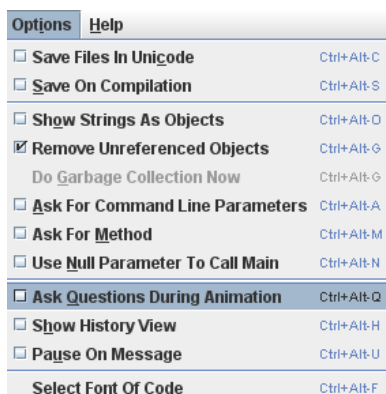 Options Help
Save Files In Unicode Ctrl+Alt-C
Save On Compilation Ctrl+Alt-S
Show Strings As Objects Ctrl+Alt-O
Remove Unreferenced Objects Ctrl+Alt-G
Do Garbage Collection Now Ctrl+Alt-G
Ask For Command Line Parameters Ctrl+Alt-A
Ask For Method Ctrl+Alt-M
Use Null Parameter To Call Main Ctrl+Alt-N
Ask Questions During Animation Ctrl+Alt-Q
Show History View Ctrl+Alt-H
Pause On Message Ctrl+Alt-U
Select Font Of Code Ctrl+Alt-F